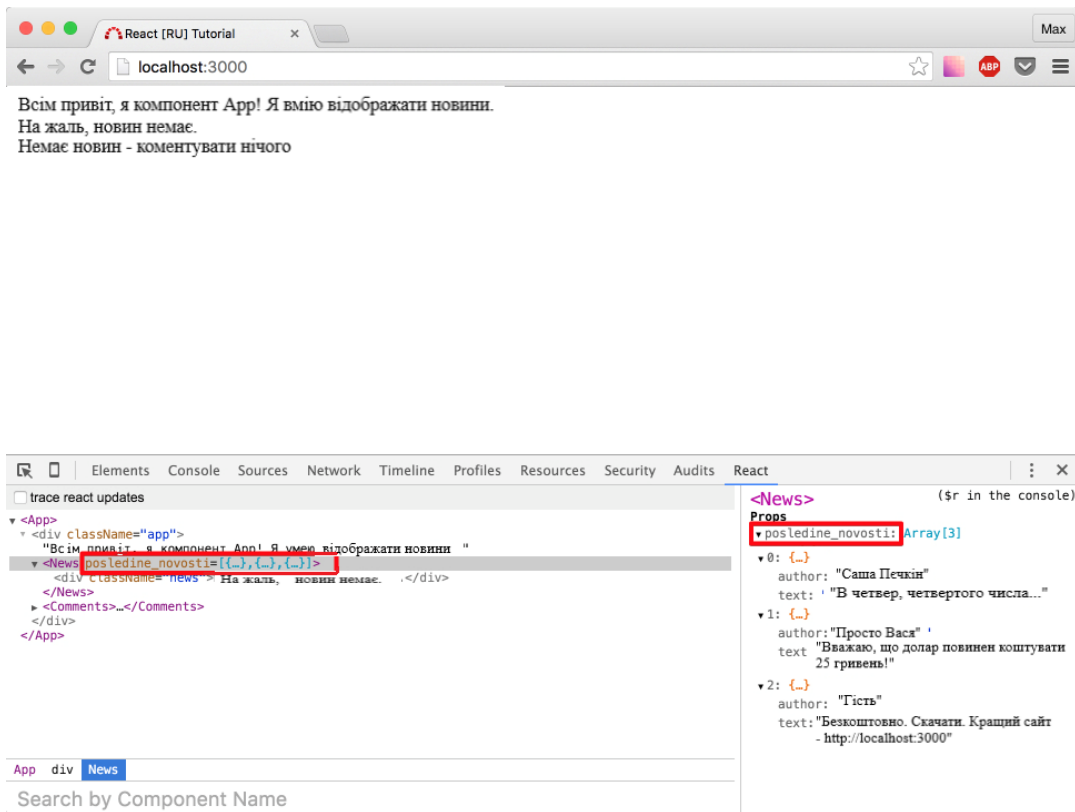 React [RU] Tutorial
Max
localhost:3000
ABP
Всім привіт, я компонент App! Я вмію відображати новини.
На жаль, новин немає.
Немає новин - коментувати нічого
Elements Console Sources Network Timeline Profiles Resources Security Audits React
trace react updates
<App>
<div className="app">
"Всім привіт, я компонент App! Я умею відображати новини "
<News posledine_novosti=[{…},{…},{…}]>
<div className="news"> На жаль, новин немає. .</div>
</News>
<Comments>…</Comments>
</div>
</App>
App div News
Search by Component Name
<News> ($r in the console)
Props
posledine_novosti: Array[3]
0: {…}
author: "Саша Печкін"
text: ' "В четвер, четвертого числа..."
1: {…}
author: "Просто Вася" '
text "Вважаю, що долар повинен коштувати
25 гривень!"
2: {…}
author: "Гість"
text: "Безкоштовно. Скачати. Кращий сайт
- http://localhost:3000"